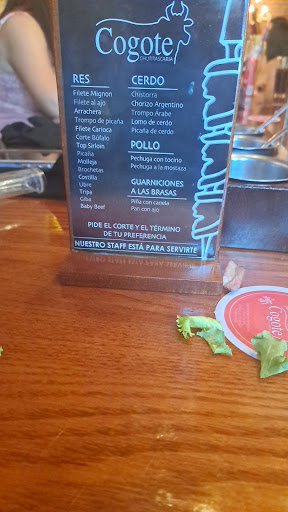 Cogote
CHURRASCARIA
RES
Filete Mignon
Filete al ajo
Arrachera
Trompo de picaña
Filete Carioca
Corte Búfalo
Top Sirloin
Picaña
Molleja
Brochetas
Costilla
Ubre
Tripa
Giba
Baby Beef
CERDO
Chistorra
Chorizo Argentino
Trompo Árabe
Lomo de cerdo
Picaña de cerdo
POLLO
Pechuga con tocino
Pechuga a la mostaza
GUARNICIONES
A LAS BRASAS
Piña con canela
Pan con ajo
PIDE EL CORTE Y EL TÉRMINO
DE TU PREFERENCIA
NUESTRO STAFF ESTÁ PARA SERVIRTE
Cogote